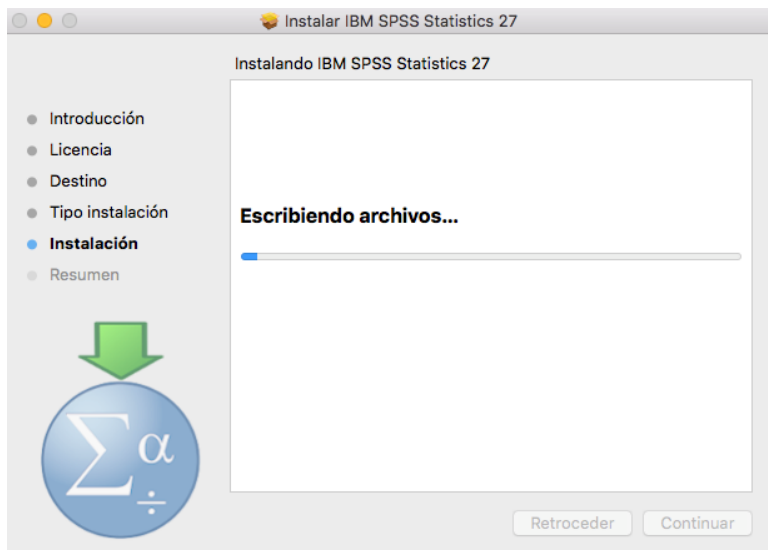 Instalar IBM SPSS Statistics 27
Instalando IBM SPSS Statistics 27
Introducción
Licencia
Destino
Tipo instalación
Instalación
Resumen
Escribiendo archivos...
Σ α ÷
Retroceder
Continuar